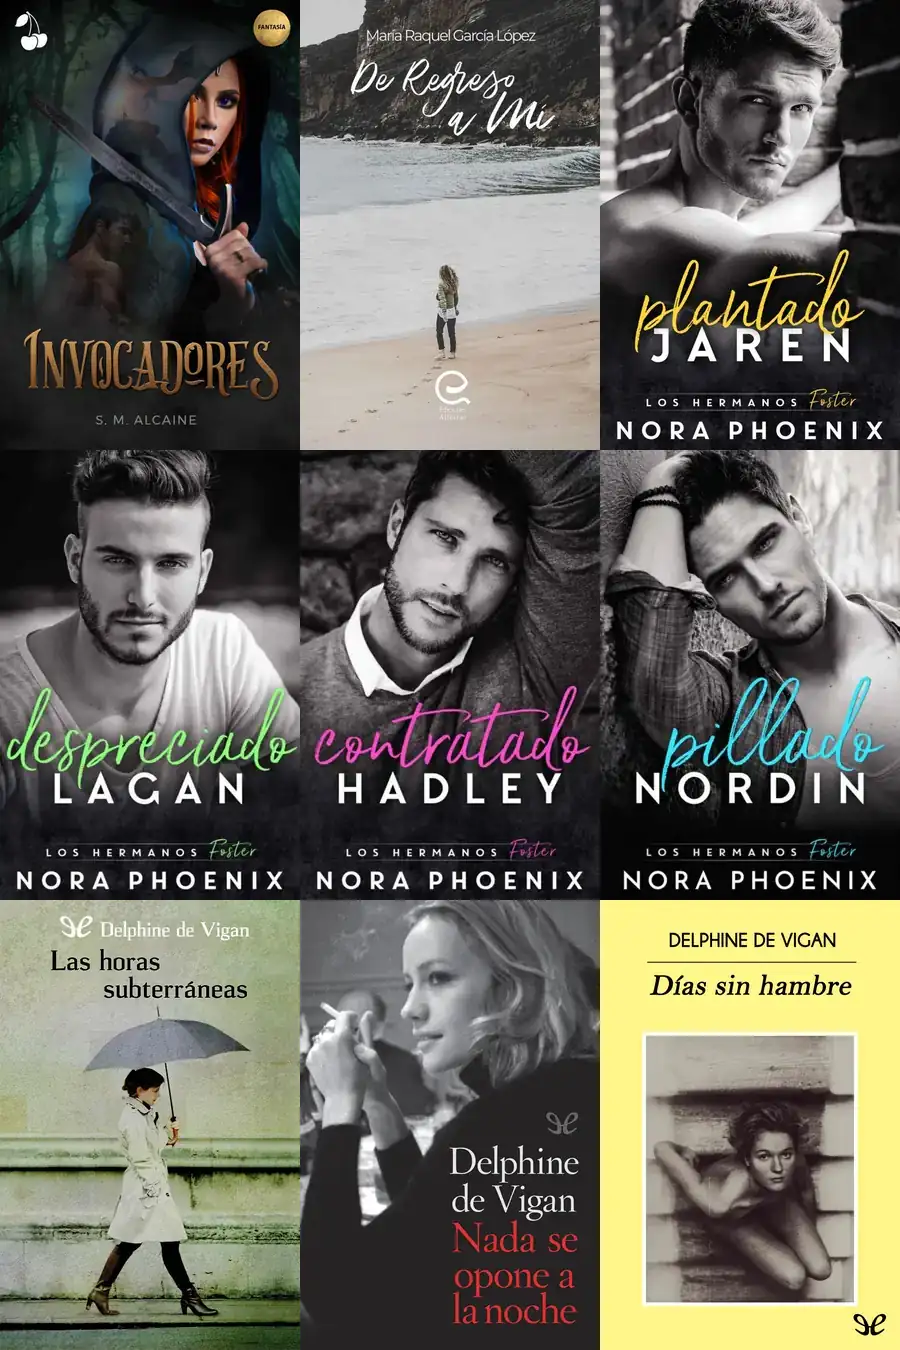 FANTASÍA
INVOCADORES
S. M. ALCAINE
María Raquel García López
De Regreso
a Mí
plantado
JAREN
LOS HERMANOS Foster
NORA PHOENIX
despreciado
LAGAN
LOS HERMANOS Foster
NORA PHOENIX
contratado
HADLEY
LOS HERMANOS Foster
NORA PHOENIX
pillado
NORDIN
LOS HERMANOS Foster
NORA PHOENIX
Delphine de Vigan
Las horas
subterráneas
Delphine
de Vigan
Nada se
opone a
la noche
DELPHINE DE VIGAN
Días sin hambre